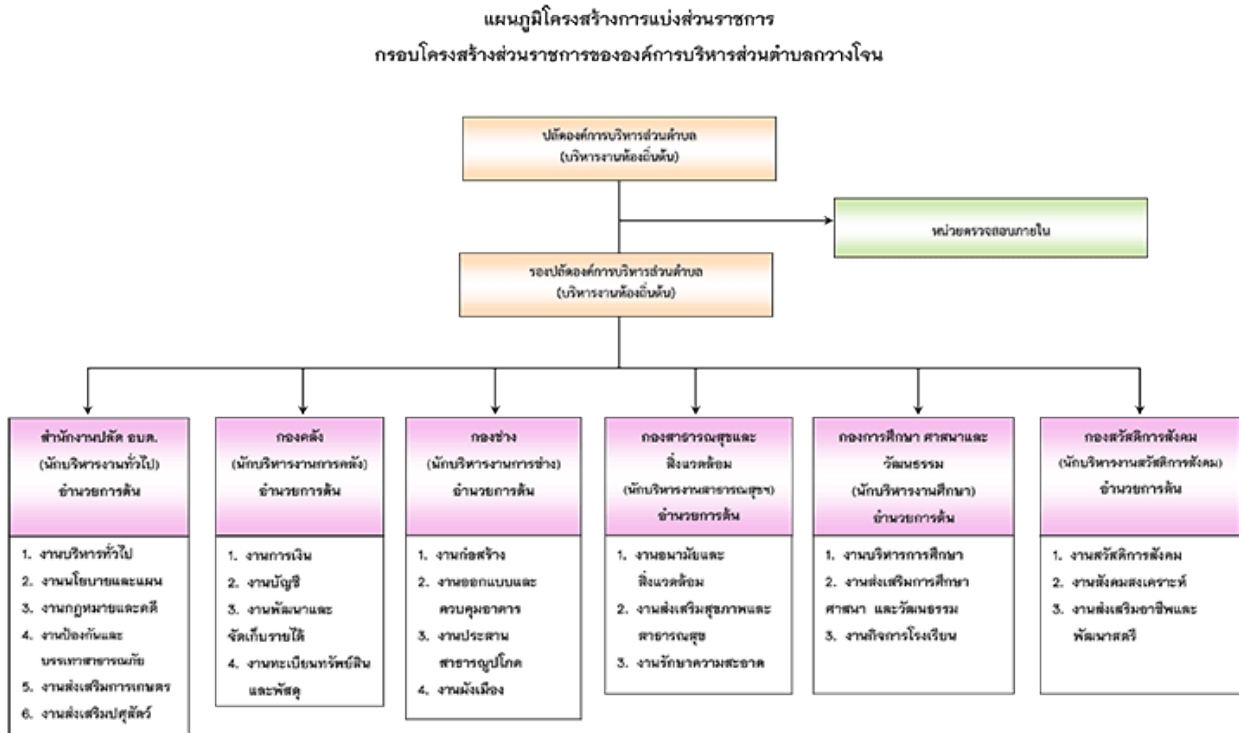 แผนภูมิโครงสร้างการแบ่งส่วนราชการ
กรอบโครงสร้างส่วนราชการขององค์การบริหารส่วนตำบลกวางโจน
ปลัดองค์การบริหารส่วนตำบล
(บริหารงานท้องถิ่นต้น)
หน่วยตรวจสอบภายใน
รองปลัดองค์การบริหารส่วนตำบล
(บริหารงานท้องถิ่นต้น)
สำนักงานปลัด อบต.
(นักบริหารงานทั่วไป)
อำนวยการต้น
1. งานบริหารทั่วไป
2. งานนโยบายและแผน
3. งานกฎหมายและคดี
4. งานป้องกันและ
บรรเทาสาธารณภัย
5. งานส่งเสริมการเกษตร
6. งานส่งเสริมปศุสัตว์
กองคลัง
(นักบริหารงานการคลัง)
อำนวยการต้น
1. งานการเงิน
2. งานบัญชี
3. งานพัฒนาและ
จัดเก็บรายได้
4. งานทะเบียนทรัพย์สิน
และพัสดุ
กองช่าง
(นักบริหารงานการช่าง)
อำนวยการต้น
1. งานก่อสร้าง
2. งานออกแบบและ
ควบคุมอาคาร
3. งานประสาน
สาธารณูปโภค
4. งานผังเมือง
กองสาธารณสุขและ
สิ่งแวดล้อม
(นักบริหารงานสาธารณสุขฯ)
อำนวยการต้น
1. งานอนามัยและ
สิ่งแวดล้อม
2. งานส่งเสริมสุขภาพและ
สาธารณสุข
3. งานรักษาความสะอาด
กองการศึกษา ศาสนาและ
วัฒนธรรม
(นักบริหารงานศึกษา)
อำนวยการต้น
1. งานบริหารการศึกษา
2. งานส่งเสริมการศึกษา
ศาสนา และวัฒนธรรม
3. งานกิจการโรงเรียน
กองสวัสดิการสังคม
(นักบริหารงานสวัสดิการสังคม)
อำนวยการต้น
1. งานสวัสดิการสังคม
2. งานสังคมสงเคราะห์
3. งานส่งเสริมอาชีพและ
พัฒนาสตรี